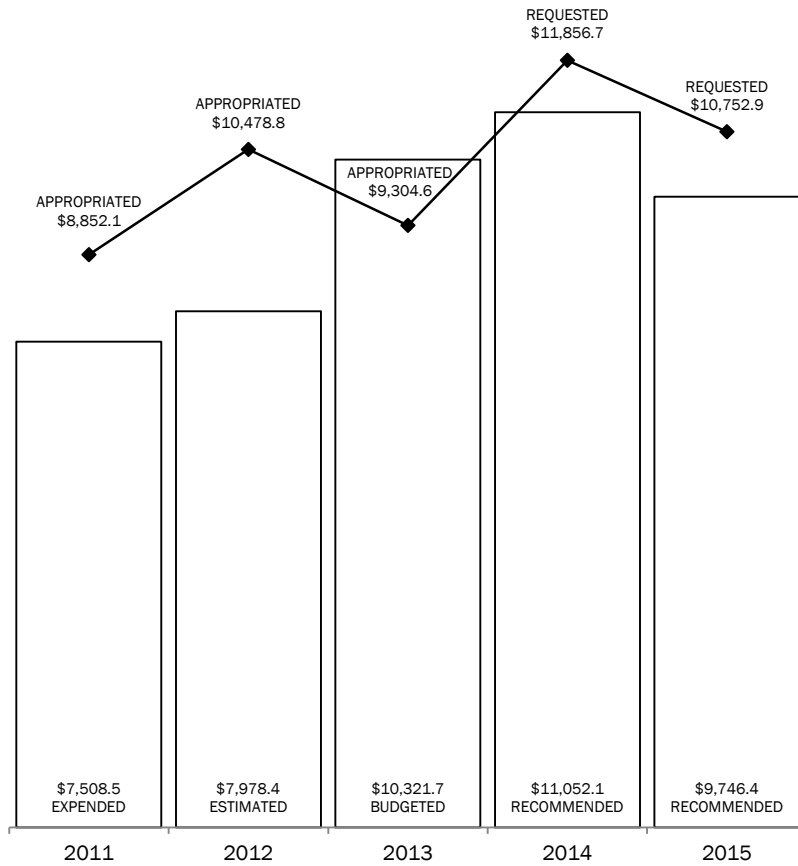 REQUESTED
$11,856.7
REQUESTED
$10,752.9
APPROPRIATED
$10,478.8
APPROPRIATED
$9,304.6
APPROPRIATED
$8,852.1
$7,508.5
EXPENDED
$7,978.4
ESTIMATED
$10,321.7
BUDGETED
$11,052.1
RECOMMENDED
$9,746.4
RECOMMENDED
2011
2012
2013
2014
2015